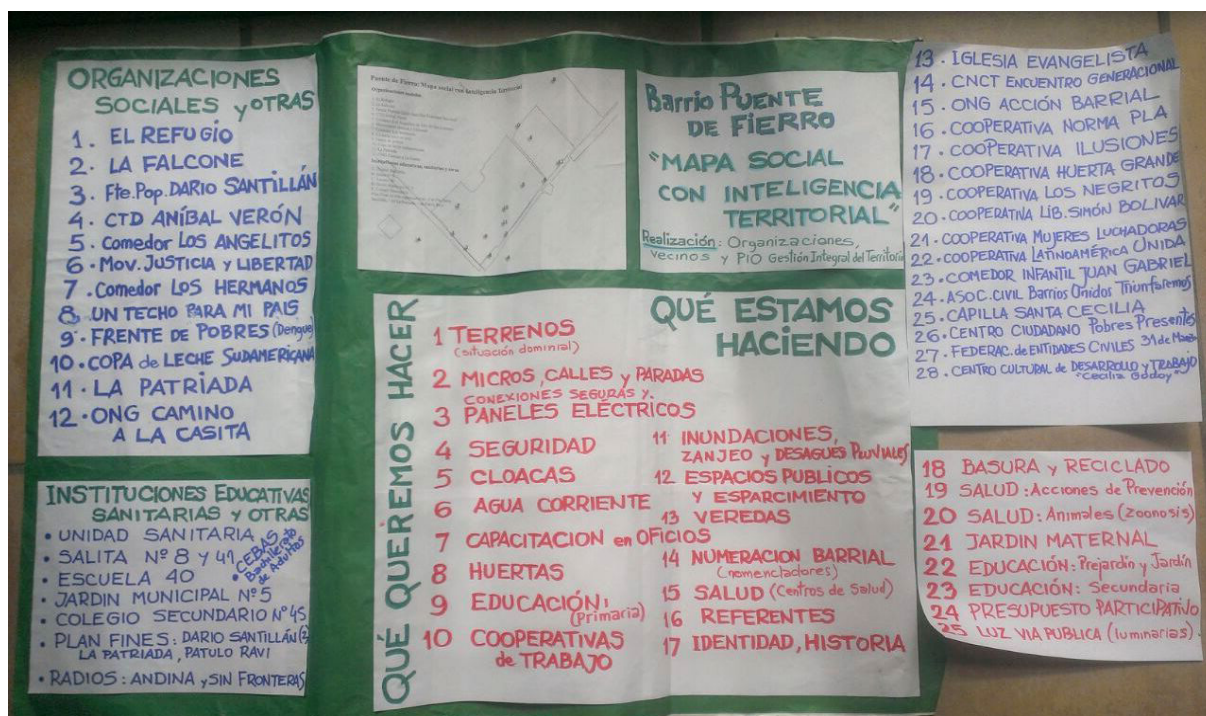 ORGANIZACIONES
SOCIALES y OTRAS
1. EL REFUGIO
2. LA FALCONE
3. Fte.Pop. DARIO SANTILLÁN
4. CTD ANÍBAL VERÓN
5. Comedor LOS ANGELITOS
6. Mov. JUSTICIA y LIBERTAD
7. Comedor LOS HERMANOS
8. UN TECHO PARA MI PAIS
9. FRENTE DE POBRES (Dengue)
10. COPA de LECHE SUDAMERICANA
11. LA PATRIADA
12. ONG CAMINO
A LA CASITA
13. IGLESIA EVANGELISTA
14. CNCT ENCUENTRO GENERACIONAL
15. ONG ACCIÓN BARRIAL
16. COOPERATIVA NORMA PLA
17. COOPERATIVA ILUSIONES
18. COOPERATIVA HUERTA GRANDE
19. COOPERATIVA LOS NEGRITOS
20. COOPERATIVA LIB. SIMÓN BOLIVAR
21. COOPERATIVA MUJERES LUCHADORAS
22. COOPERATIVA LATINOAMÉRICA UNIDA
23. COMEDOR INFANTIL JUAN GABRIEL
24. ASOC. CIVIL Barrios Unidos Triunfaremos
25. CAPILLA SANTA CECILIA
26. CENTRO CIUDADANO Pobres Presentes
27. FEDERAC. de ENTIDADES CIVILES 31 de
28. CENTRO CULTURAL de DESARROLLO y TRABAJO
"Cecilia Godoy"
Puente de Fierro: Mapa social con Inteligencia Territorial
Barrio PUENTE
DE FIERRO
"MAPA SOCIAL
CON INTELIGENCIA
TERRITORIAL"
Realización: Organizaciones,
vecinos y PIO Gestión Integral del Territorio
INSTITUCIONES EDUCATIVAS
SANITARIAS y OTRAS
• UNIDAD SANITARIA
• SALITA Nº 8 y 41
• CEBAS
Bachillerato
de Adultos
• ESCUELA 40
• JARDIN MUNICIPAL Nº 5
• COLEGIO SECUNDARIO Nº 45
• PLAN FINES: DARIO SANTILLÁN
LA PATRIADA, PATULO RAVI
• RADIOS: ANDINA y SIN FRONTERAS
QUÉ QUEREMOS HACER
QUÉ ESTAMOS
HACIENDO
1 TERRENOS
(situación dominial)
2 MICROS, CALLES y PARADAS
CONEXIONES SEGURAS Y.
3 PANELES ELÉCTRICOS
4 SEGURIDAD
5 CLOACAS
6 AGUA CORRIENTE
7 CAPACITACION en OFICIOS
8 HUERTAS
9 EDUCACIÓN,
(Primaria)
10 COOPERATIVAS
de TRABAJO
11 INUNDACIONES,
ZANJEO y DESAGUES PLUVIALES
12 ESPACIOS PUBLICOS
Y ESPARCIMIENTO
13 VEREDAS
14 NUMERACION BARRIAL
(nomencladores)
15 SALUD (Centros de Salud)
16 REFERENTES
17 IDENTIDAD, HISTORIA
18 BASURA y RECICLADO
19 SALUD: Acciones de Prevención
20 SALUD: Animales (zoonosis)
21 JARDIN MATERNAL
22 EDUCACIÓN: Prejardín y Jardín
23 EDUCACIÓN: Secundaria
24 PRESUPUESTO PARTICIPATIVO
25 LUZ VIA PUBLICA (luminarias).